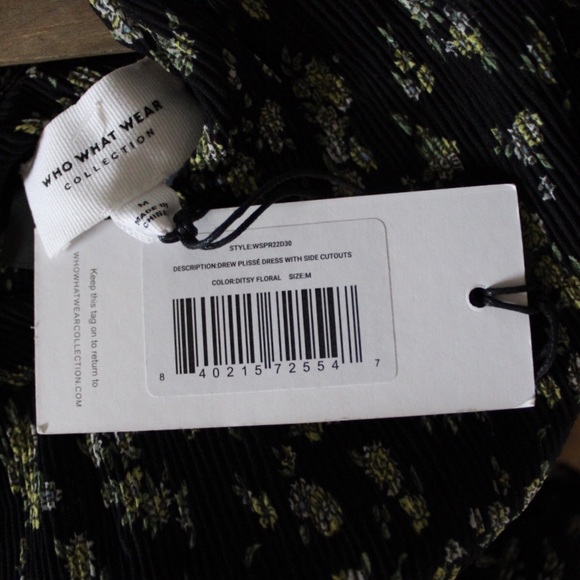 WHO WHAT WEAR
COLLECTION
M
MADE IN
CHINA
STYLE:WSPR22D30
DESCRIPTION:DREW PLISSÉ DRESS WITH SIDE CUTOUTS
COLOR:DITSY FLORAL SIZE:M
8 40215 72554 7
Keep this tag on to return to
WHOWHATWEARCOLLECTION.COM